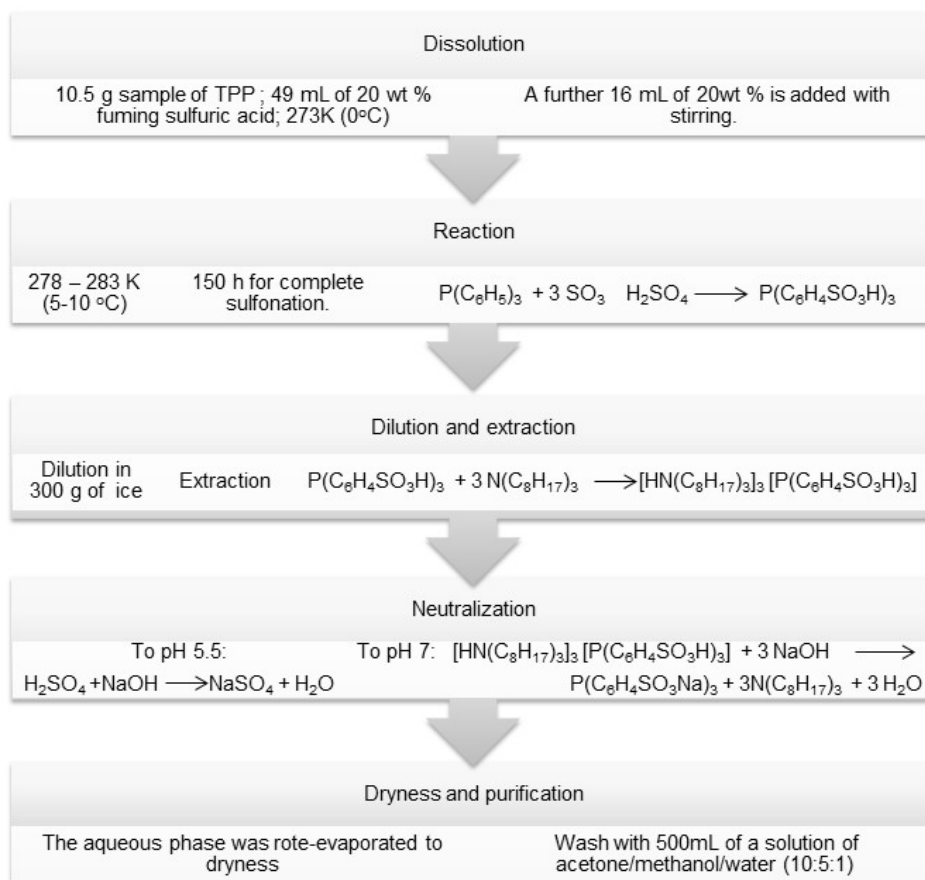 Dissolution
10.5 g sample of TPP ; 49 mL of 20 wt %
fuming sulfuric acid; 273K (0°C)
A further 16 mL of 20wt % is added with
stirring.
Reaction
278 – 283 K
(5-10 °C)
150 h for complete
sulfonation.
P(C₆H₅)₃ + 3 SO₃ H₂SO₄ ⟶ P(C₆H₄SO₃H)₃
Dilution and extraction
Dilution in
300 g of ice
Extraction
P(C₆H₄SO₃H)₃ + 3 N(C₈H₁₇)₃ ⟶[HN(C₈H₁₇)₃]₃ [P(C₆H₄SO₃H)₃]
Neutralization
To pH 5.5:
H₂SO₄ +NaOH ⟶NaSO₄ + H₂O
To pH 7: [HN(C₈H₁₇)₃]₃ [P(C₆H₄SO₃H)₃] + 3 NaOH ⟶
P(C₆H₄SO₃Na)₃ + 3N(C₈H₁₇)₃ + 3 H₂O
Dryness and purification
The aqueous phase was rote-evaporated to
dryness
Wash with 500mL of a solution of
acetone/methanol/water (10:5:1)